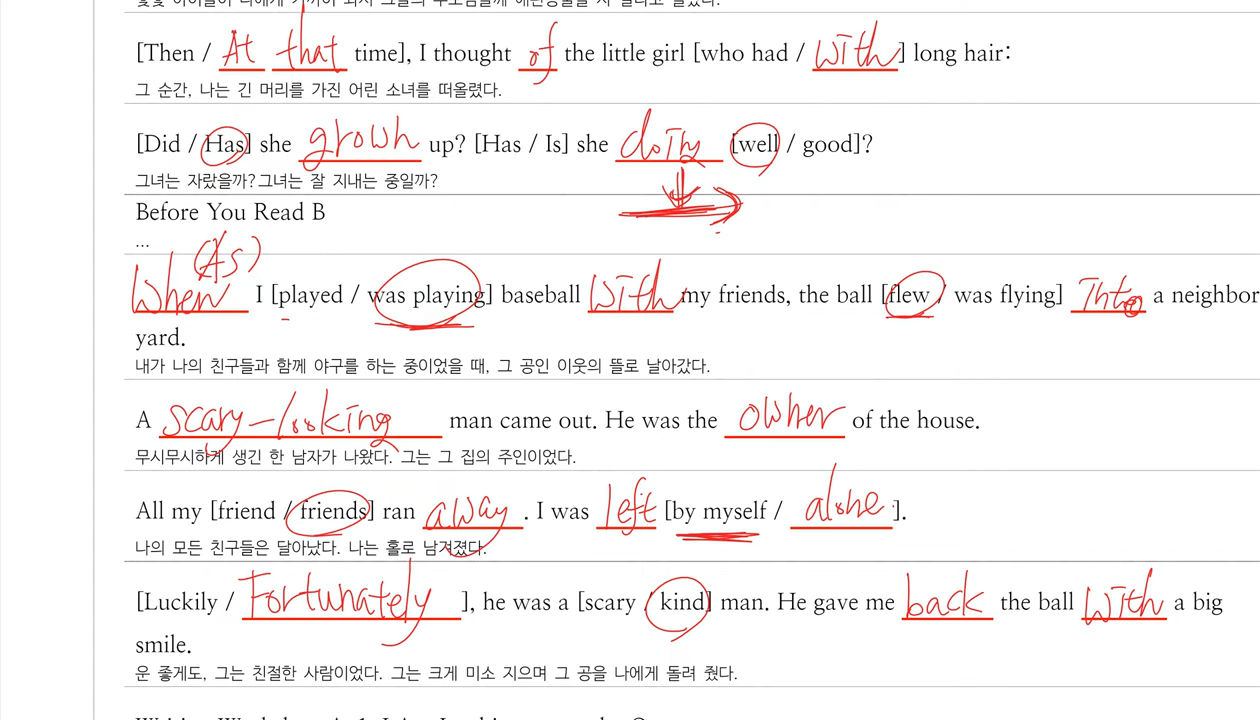 [Then / At that time], I thought of the little girl [who had / with] long hair:
그 순간, 나는 긴 머리를 가진 어린 소녀를 떠올렸다.
[Did / Has] she grown up? [Has / Is] she doing [well / good]?
그녀는 자랐을까? 그녀는 잘 지내는 중일까?
Before You Read B
...
(As)
When I [played / was playing] baseball with my friends, the ball [flew / was flying] into a neighbor
yard.
내가 나의 친구들과 함께 야구를 하는 중이었을 때, 그 공인 이웃의 뜰로 날아갔다.
A scary-looking man came out. He was the owner of the house.
무시무시하게 생긴 한 남자가 나왔다. 그는 그 집의 주인이었다.
All my [friend / friends] ran away. I was left [by myself / alone].
나의 모든 친구들은 달아났다. 나는 홀로 남겨졌다.
[Luckily / Fortunately], he was a [scary / kind] man. He gave me back the ball with a big
smile.
운 좋게도, 그는 친절한 사람이었다. 그는 크게 미소 지으며 그 공을 나에게 돌려 줬다.